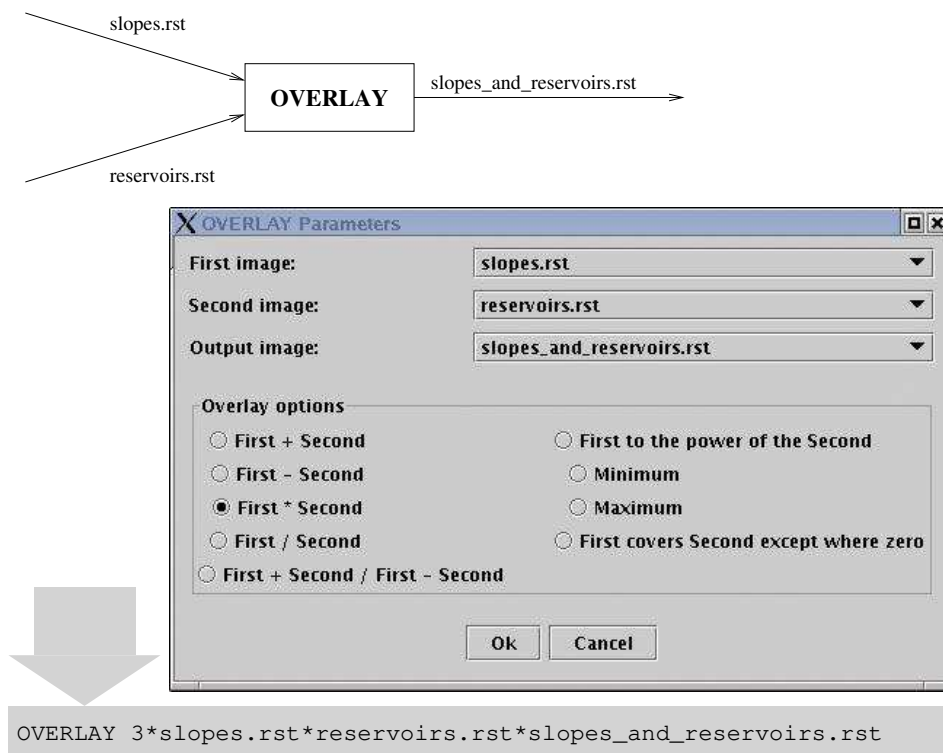 slopes.rst
OVERLAY
slopes_and_reservoirs.rst
reservoirs.rst
OVERLAY Parameters
First image:
slopes.rst
Second image:
reservoirs.rst
Output image:
slopes_and_reservoirs.rst
Overlay options
First + Second
First to the power of the Second
First - Second
Minimum
First * Second
Maximum
First / Second
First covers Second except where zero
First + Second / First - Second
Ok
Cancel
OVERLAY 3*slopes.rst*reservoirs.rst*slopes_and_reservoirs.rst